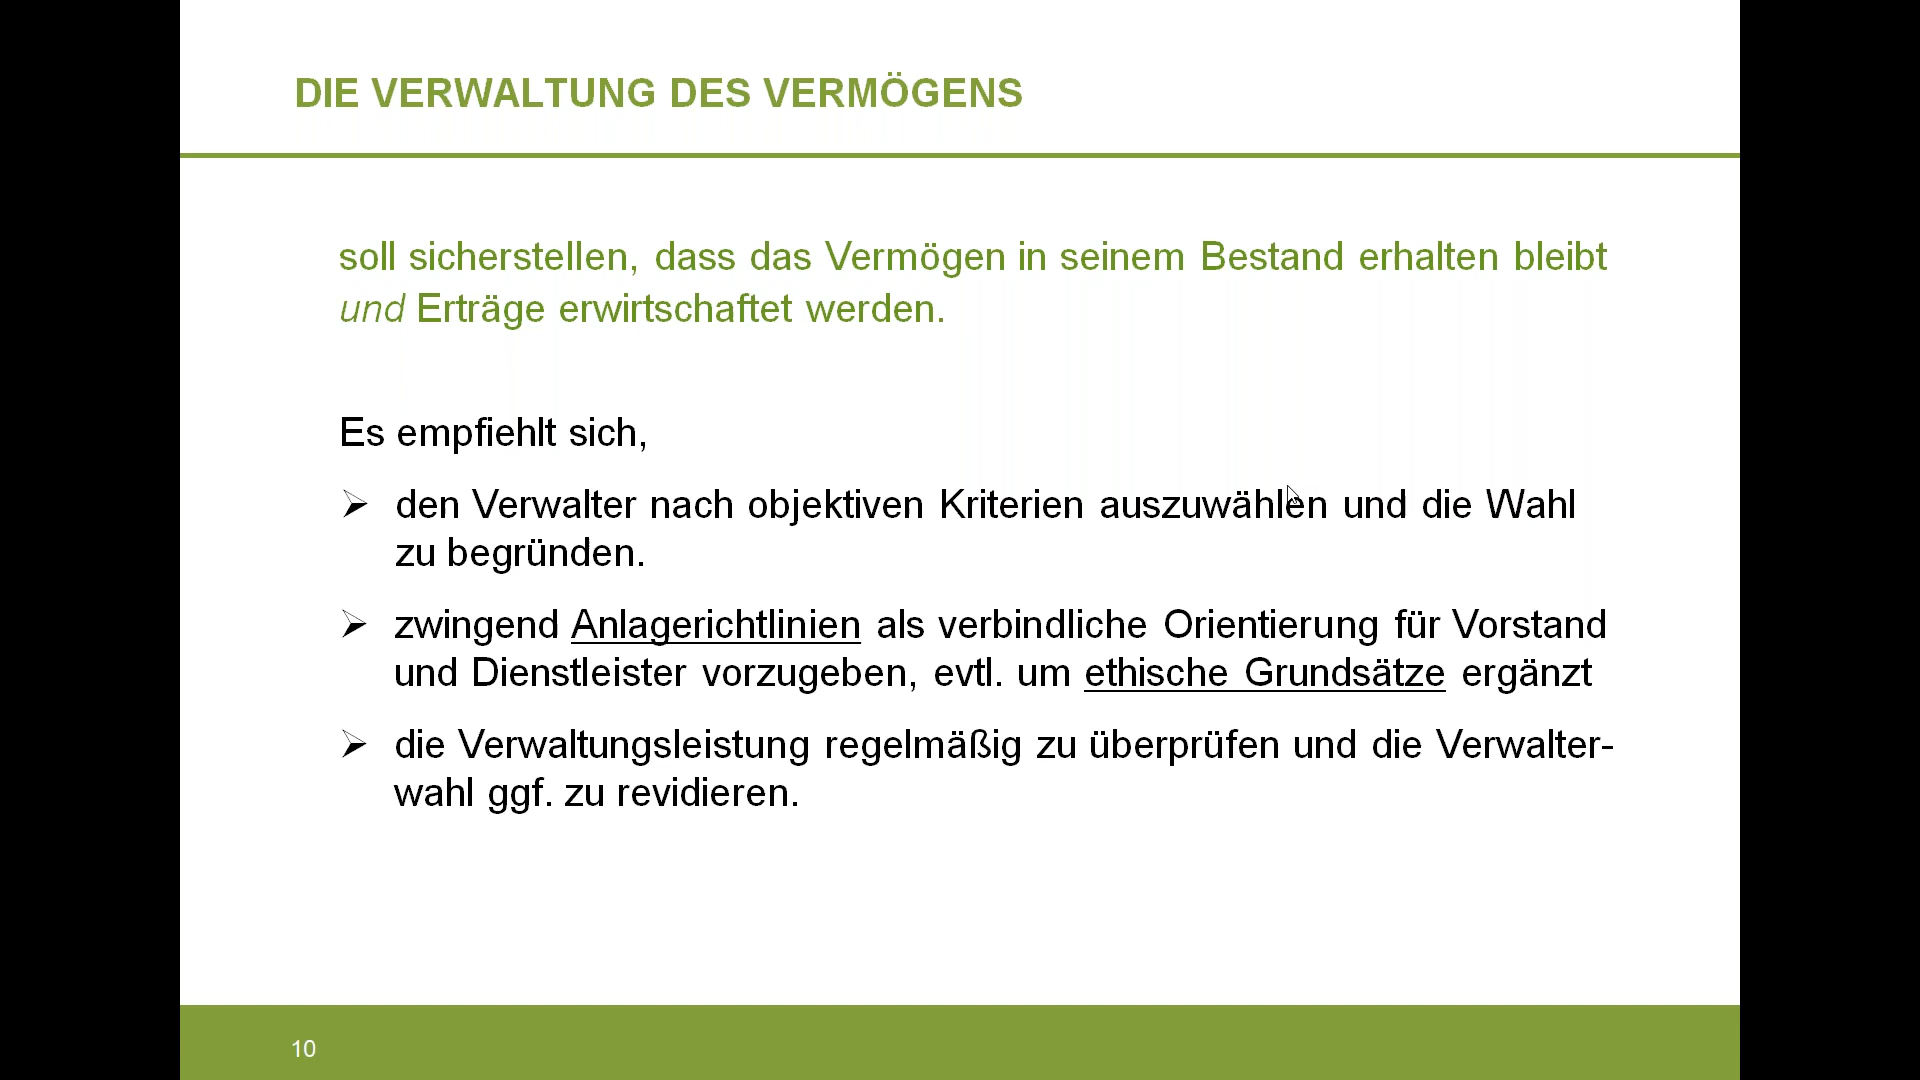 DIE VERWALTUNG DES VERMÖGENS
soll sicherstellen, dass das Vermögen in seinem Bestand erhalten bleibt
und Erträge erwirtschaftet werden.
Es empfiehlt sich,
➢ den Verwalter nach objektiven Kriterien auszuwählen und die Wahl
zu begründen.
➢ zwingend Anlagerichtlinien als verbindliche Orientierung für Vorstand
und Dienstleister vorzugeben, evtl. um ethische Grundsätze ergänzt
➢ die Verwaltungsleistung regelmäßig zu überprüfen und die Verwalter-
wahl ggf. zu revidieren.
10